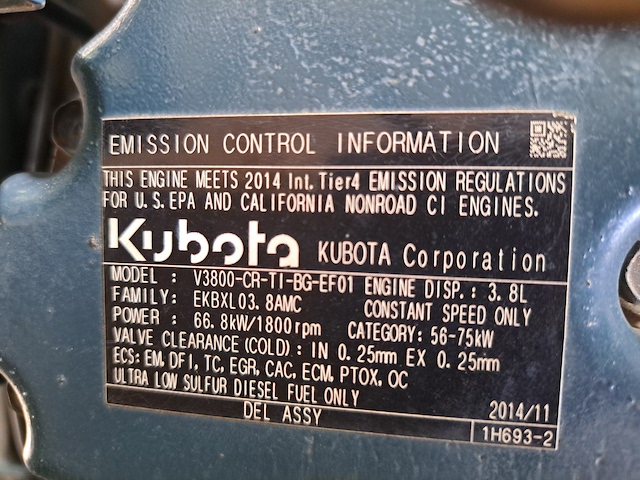 EMISSION CONTROL INFORMATION
THIS ENGINE MEETS 2014 Int. Tier4 EMISSION REGULATIONS
FOR U.S. EPA AND CALIFORNIA NONROAD CI ENGINES.
Kubota KUBOTA Corporation
MODEL : V3800-CR-TI-BG-EF01 ENGINE DISP.: 3.8L
FAMILY: EKBXL03.8AMC CONSTANT SPEED ONLY
POWER : 66.8kW/1800rpm CATEGORY: 56-75kW
VALVE CLEARANCE (COLD) : IN 0.25mm EX 0.25mm
ECS: EM, DFI, TC, EGR, CAC, ECM, PTOX, OC
ULTRA LOW SULFUR DIESEL FUEL ONLY
DEL ASSY 2014/11
1H693-2